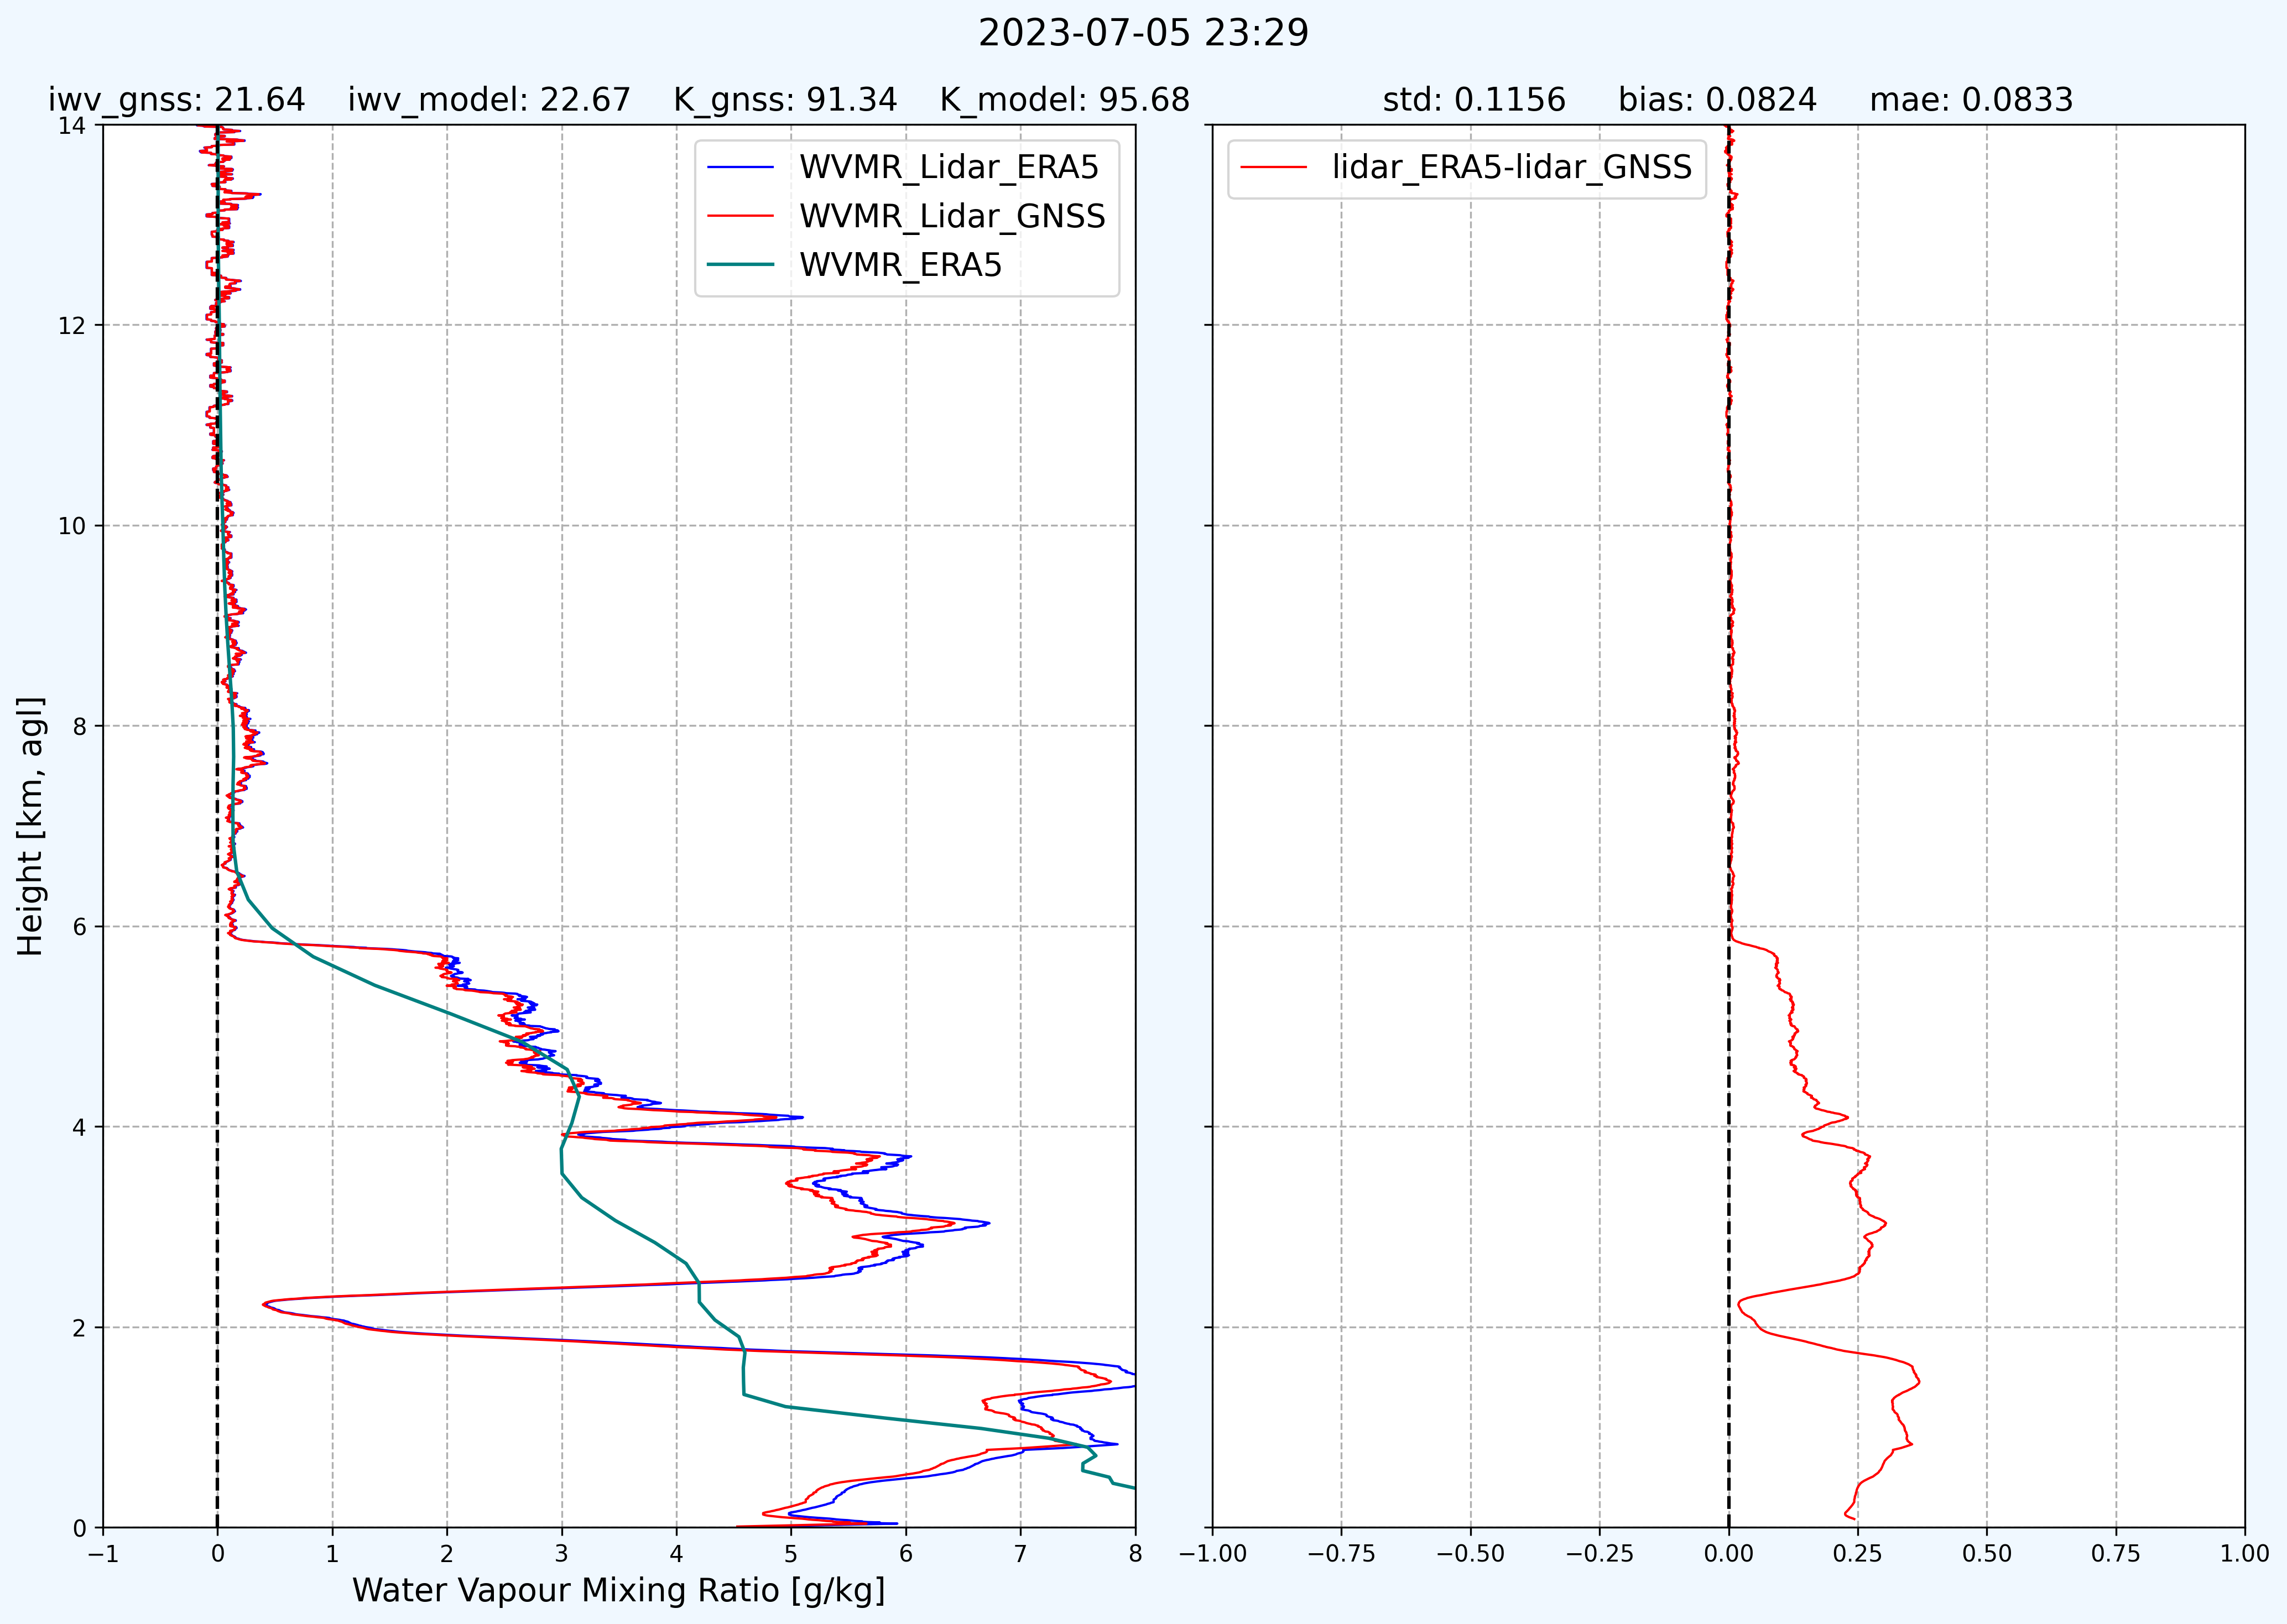 2023-07-05 23:29
iwv_gnss: 21.64 iwv_model: 22.67 K_gnss: 91.34 K_model: 95.68
std: 0.1156 bias: 0.0824 mae: 0.0833
WVMR_Lidar_ERA5
WVMR_Lidar_GNSS
WVMR_ERA5
lidar_ERA5-lidar_GNSS
14
12
10
8
6
4
2
0
Height [km, agl]
−1 0 1 2 3 4 5 6 7 8
Water Vapour Mixing Ratio [g/kg]
−1.00 −0.75 −0.50 −0.25 0.00 0.25 0.50 0.75 1.00